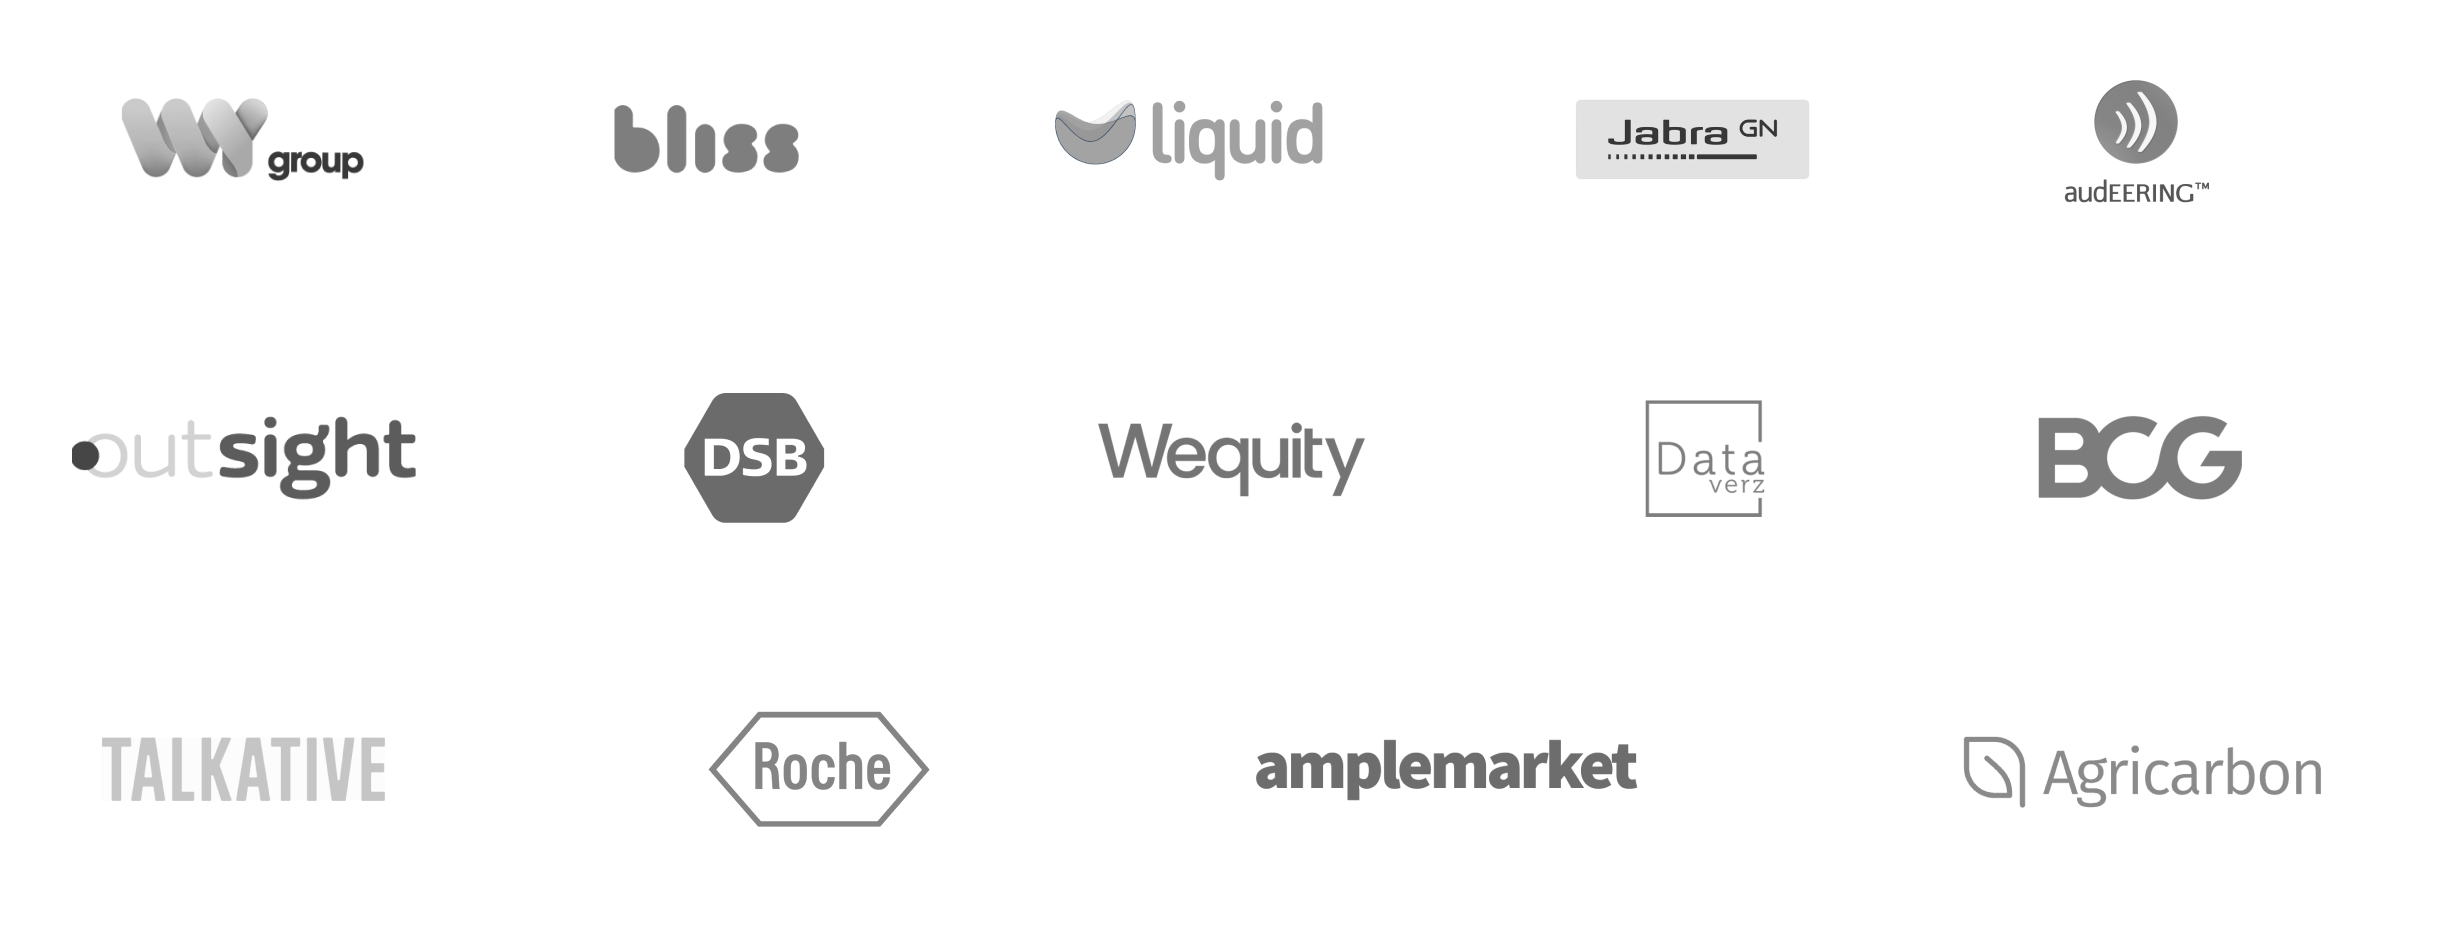 group
bliss
liquid
Jabra GN
audEERING™
outsight
DSB
Wequity
Data
verz
BCG
TALKATIVE
Roche
amplemarket
Agricarbon